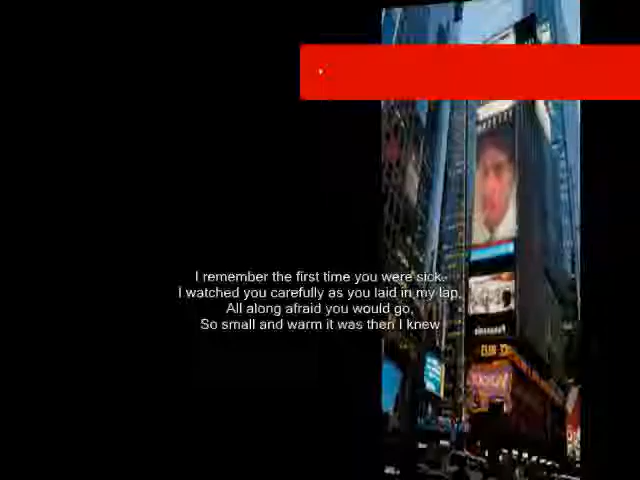 I remember the first time you were sick.
I watched you carefully as you laid in my lap.
All along afraid you would go.
So small and warm it was then I knew